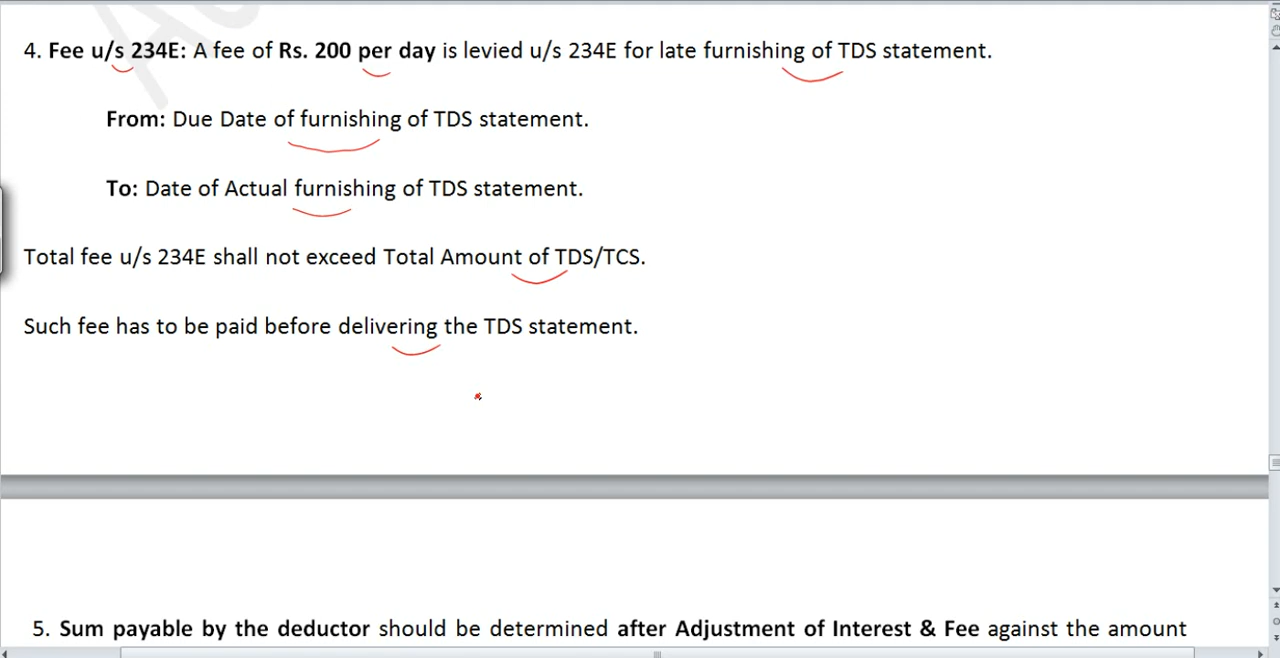 4. Fee u/s 234E: A fee of Rs. 200 per day is levied u/s 234E for late furnishing of TDS statement.
From: Due Date of furnishing of TDS statement.
To: Date of Actual furnishing of TDS statement.
Total fee u/s 234E shall not exceed Total Amount of TDS/TCS.
Such fee has to be paid before delivering the TDS statement.
5. Sum payable by the deductor should be determined after Adjustment of Interest & Fee against the amount